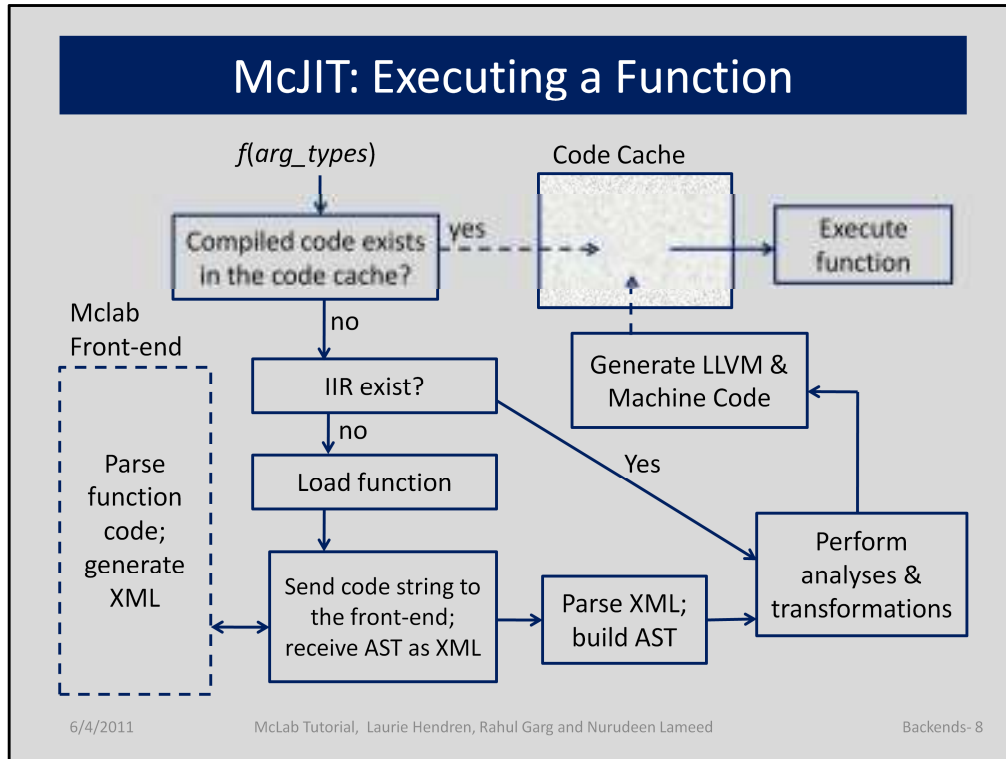 McJIT: Executing a Function
f(arg_types)
Code Cache
Compiled code exists
in the code cache?
yes
Execute
function
Mclab
Front-end
no
IIR exist?
Generate LLVM &
Machine Code
no
Yes
Load function
Parse
function
code;
generate
XML
Send code string to
the front-end;
receive AST as XML
Parse XML;
build AST
Perform
analyses &
transformations
6/4/2011
McLab Tutorial, Laurie Hendren, Rahul Garg and Nurudeen Lameed
Backends- 8